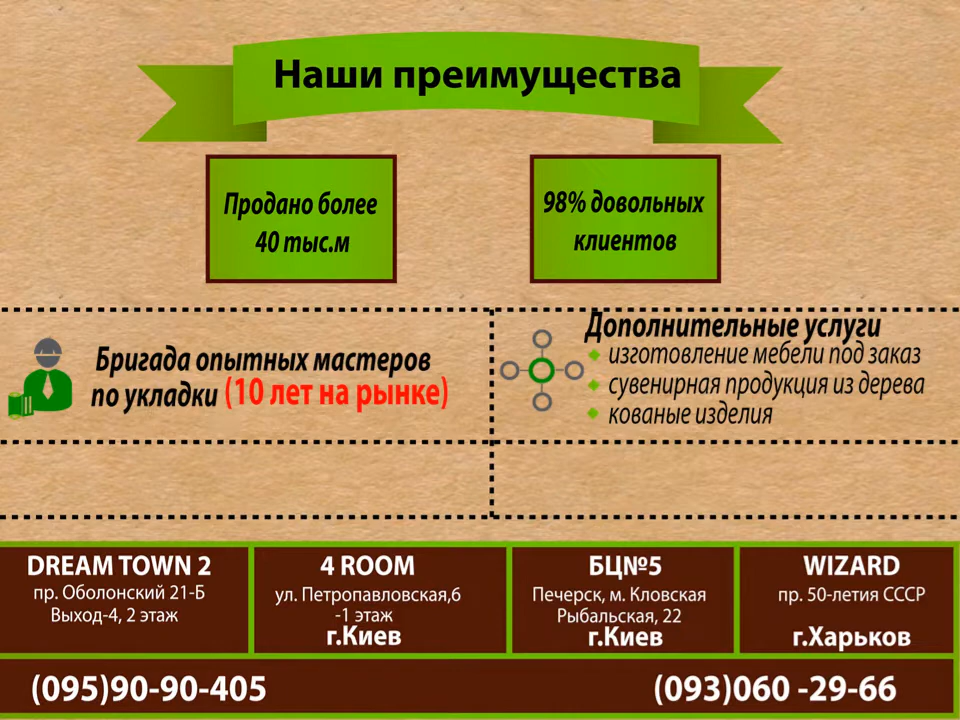 Наши преимущества
Продано более
40 тыс.м
98% довольных
клиентов
Бригада опытных мастеров
по укладки (10 лет на рынке)
Дополнительные услуги
изготовление мебели под заказ
сувенирная продукция из дерева
кованые изделия
DREAM TOWN 2
пр. Оболонский 21-Б
Выход-4, 2 этаж
4 ROOM
ул. Петропавловская,6
-1 этаж
г.Киев
БЦ№5
Печерск, м. Кловская
Рыбальская, 22
г.Киев
WIZARD
пр. 50-летия СССР
г.Харьков
(095)90-90-405
(093)060 -29-66